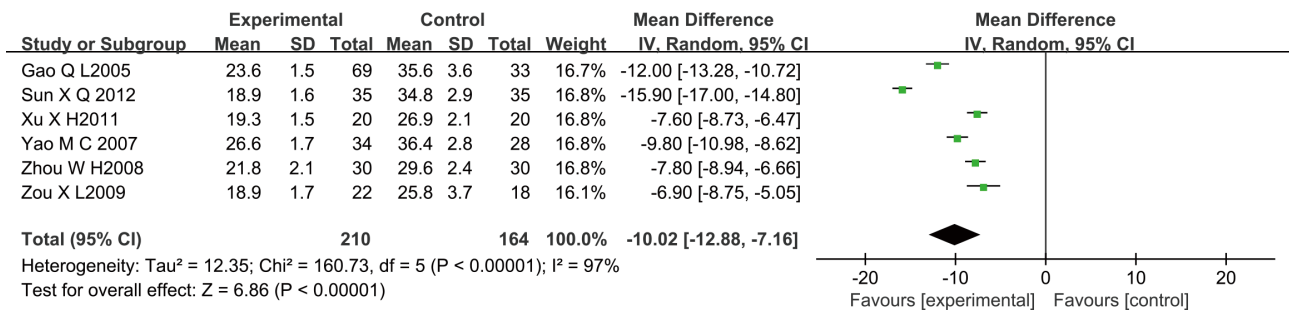 Experimental Control Mean Difference Mean Difference
Study or Subgroup Mean SD Total Mean SD Total Weight IV, Random, 95% CI IV, Random, 95% CI
Gao Q L2005 23.6 1.5 69 35.6 3.6 33 16.7% -12.00 [-13.28, -10.72]
Sun X Q 2012 18.9 1.6 35 34.8 2.9 35 16.8% -15.90 [-17.00, -14.80]
Xu X H2011 19.3 1.5 20 26.9 2.1 20 16.8% -7.60 [-8.73, -6.47]
Yao M C 2007 26.6 1.7 34 36.4 2.8 28 16.8% -9.80 [-10.98, -8.62]
Zhou W H2008 21.8 2.1 30 29.6 2.4 30 16.8% -7.80 [-8.94, -6.66]
Zou X L2009 18.9 1.7 22 25.8 3.7 18 16.1% -6.90 [-8.75, -5.05]
Total (95% CI) 210 164 100.0% -10.02 [-12.88, -7.16]
Heterogeneity: Tau² = 12.35; Chi² = 160.73, df = 5 (P < 0.00001); I² = 97%
Test for overall effect: Z = 6.86 (P < 0.00001)
-20 -10 0 10 20
Favours [experimental] Favours [control]